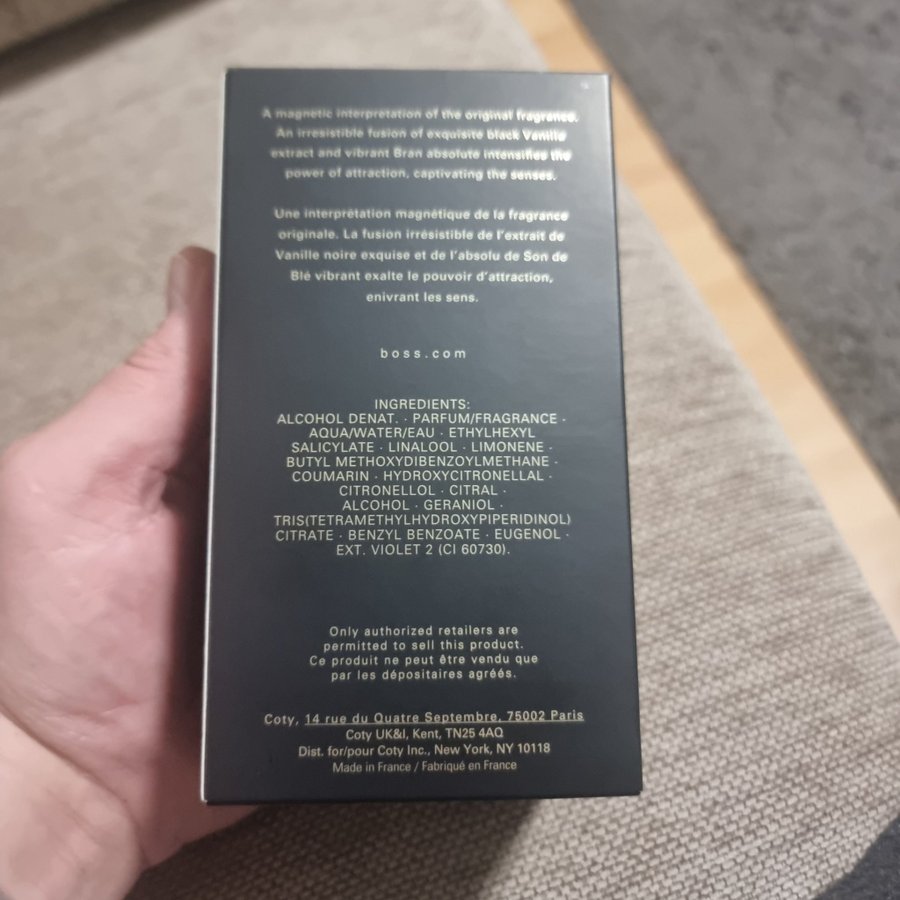 A magnetic interpretation of the original fragrance.
An irresistible fusion of exquisite black Vanilla
extract and vibrant Bran absolute intensifies the
power of attraction, captivating the senses.
Une interprétation magnétique de la fragrance
originale. La fusion irrésistible de l'extrait de
Vanille noire exquise et de l'absolu de Son de
Blé vibrant exalte le pouvoir d'attraction,
enivrant les sens.
boss.com
INGREDIENTS:
ALCOHOL DENAT. · PARFUM/FRAGRANCE ·
AQUA/WATER/EAU · ETHYLHEXYL
SALICYLATE · LINALOOL · LIMONENE ·
BUTYL METHOXYDIBENZOYLMETHANE ·
COUMARIN · HYDROXYCITRONELLAL ·
CITRONELLOL · CITRAL ·
ALCOHOL · GERANIOL ·
TRIS(TETRAMETHYLHYDROXYPIPERIDINOL)
CITRATE · BENZYL BENZOATE · EUGENOL ·
EXT. VIOLET 2 (CI 60730).
Only authorized retailers are
permitted to sell this product.
Ce produit ne peut être vendu que
par les dépositaires agréés.
Coty, 14 rue du Quatre Septembre, 75002 Paris
Coty UK&I, Kent, TN25 4AQ
Dist. for/pour Coty Inc., New York, NY 10118
Made in France / Fabriqué en France